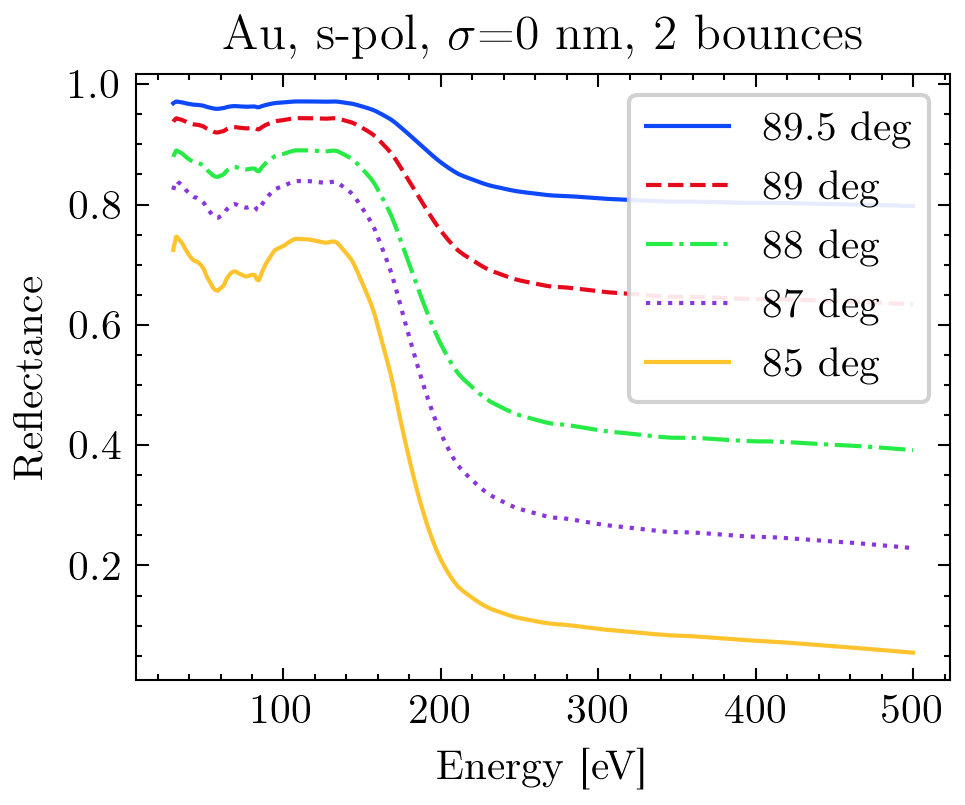 Au, s-pol, σ=0 nm, 2 bounces
1.0
0.8
0.6
0.4
0.2
Reflectance
89.5 deg
89 deg
88 deg
87 deg
85 deg
100
200
300
400
500
Energy [eV]